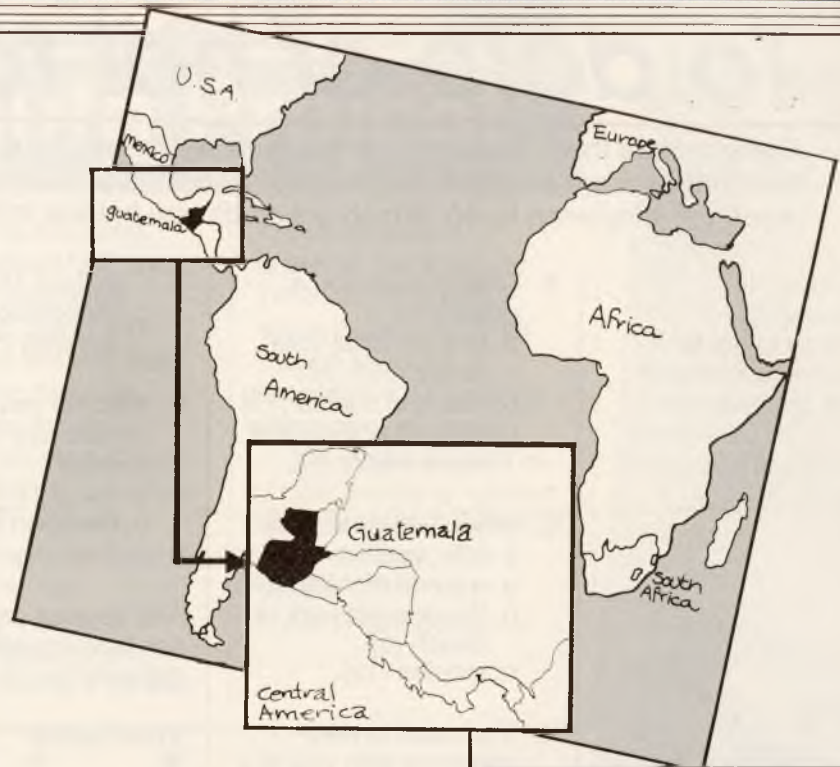 U.S.A.
mexico
guatemala
Europe
Africa
South
America
Guatemala
South
Africa
Central
America